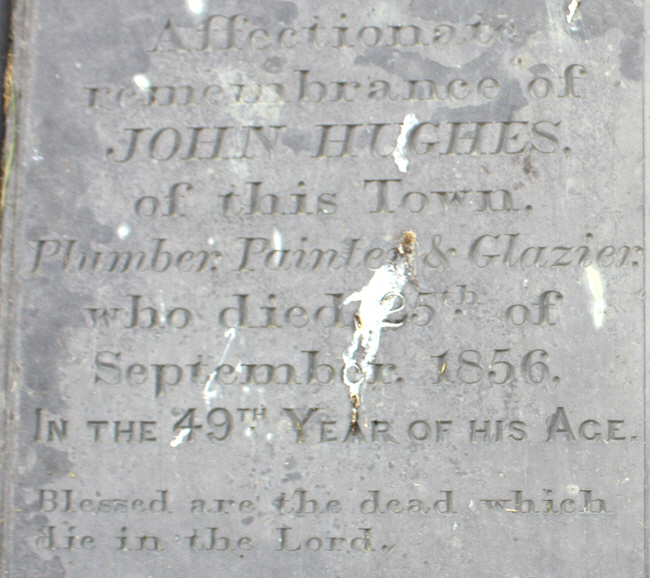 Affectionate
remembrance of
JOHN HUGHES.
of this Town.
Plumber, Painter & Glazier,
who died 25th of
September. 1856.
IN THE 49TH YEAR OF HIS AGE.
Blessed are the dead which
die in the Lord.